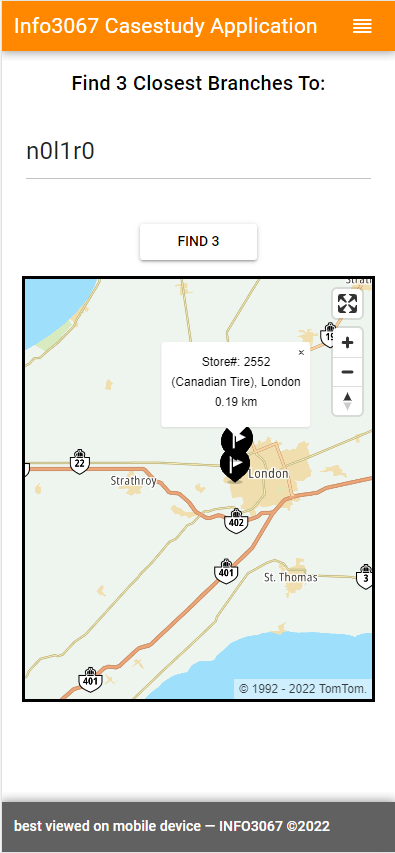 Info3067 Casestudy Application
Find 3 Closest Branches To:
n0l1r0
FIND 3
Store#: 2552
×
(Canadian Tire), London
0.19 km
22
Strathroy
London
402
401
St. Thomas
3
401
© 1992 - 2022 TomTom.
best viewed on mobile device — INFO3067 ©2022